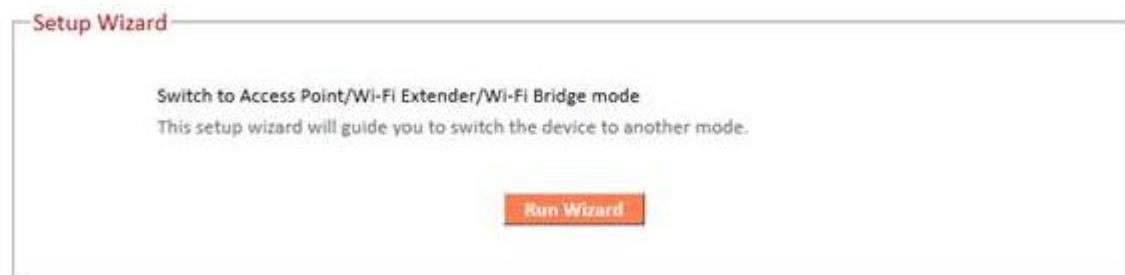 Setup Wizard
Switch to Access Point/Wi-Fi Extender/Wi-Fi Bridge mode
This setup wizard will guide you to switch the device to another mode.
Run Wizard